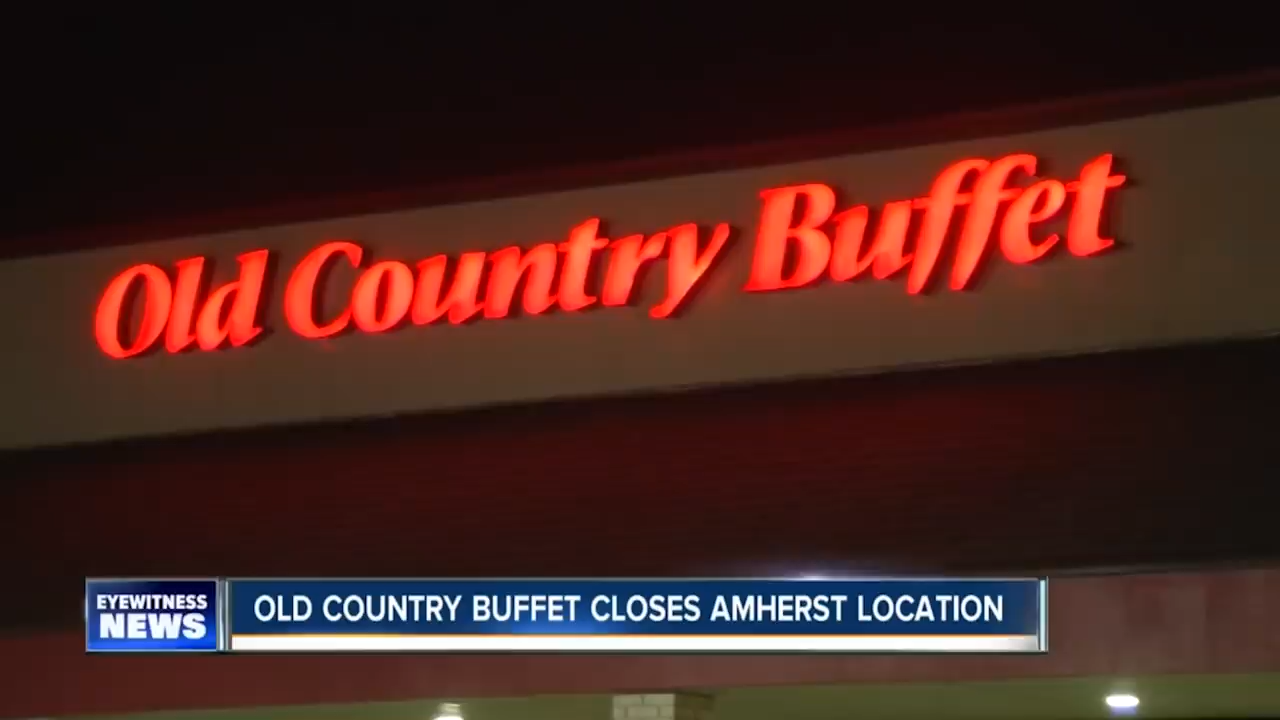 Old Country Buffet
EYEWITNESS
NEWS
OLD COUNTRY BUFFET CLOSES AMHERST LOCATION